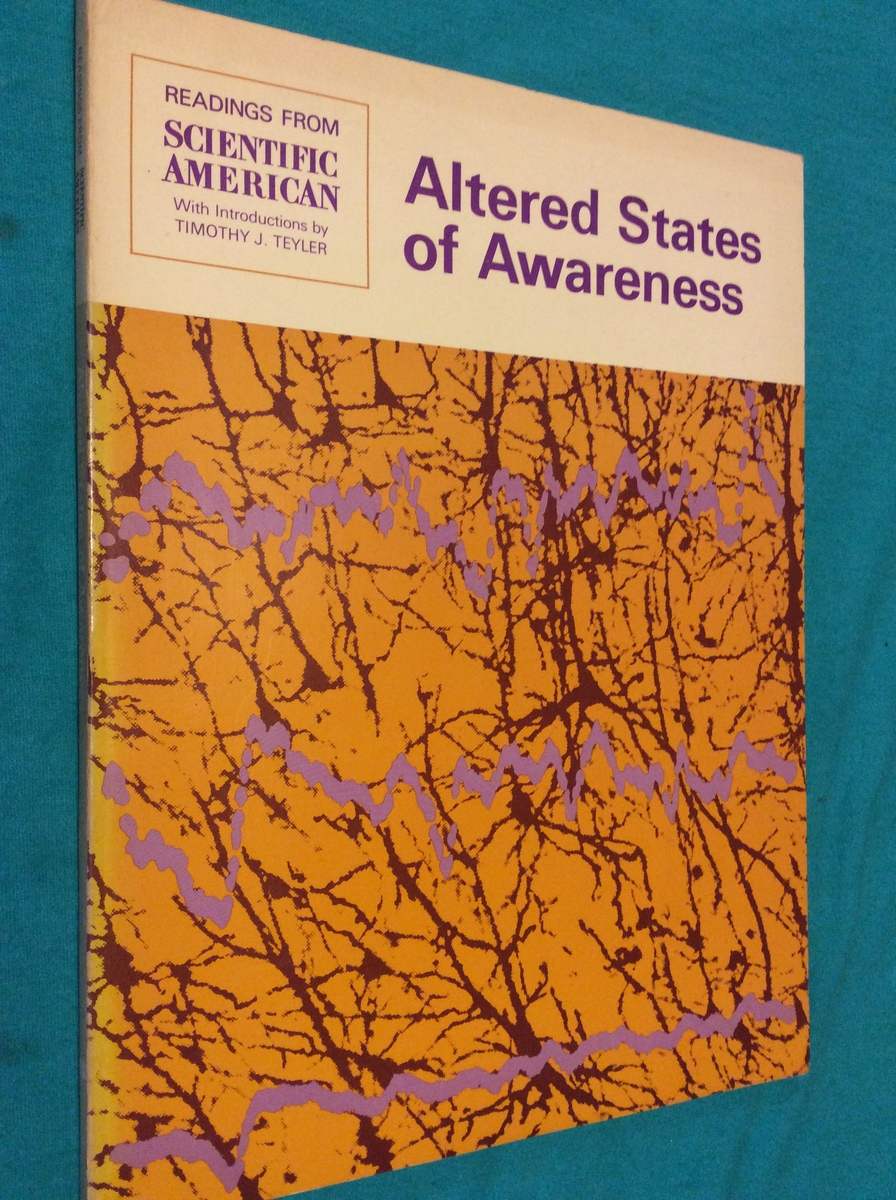 READINGS FROM
SCIENTIFIC
AMERICAN
With Introductions by
TIMOTHY J. TEYLER
Altered States
of Awareness